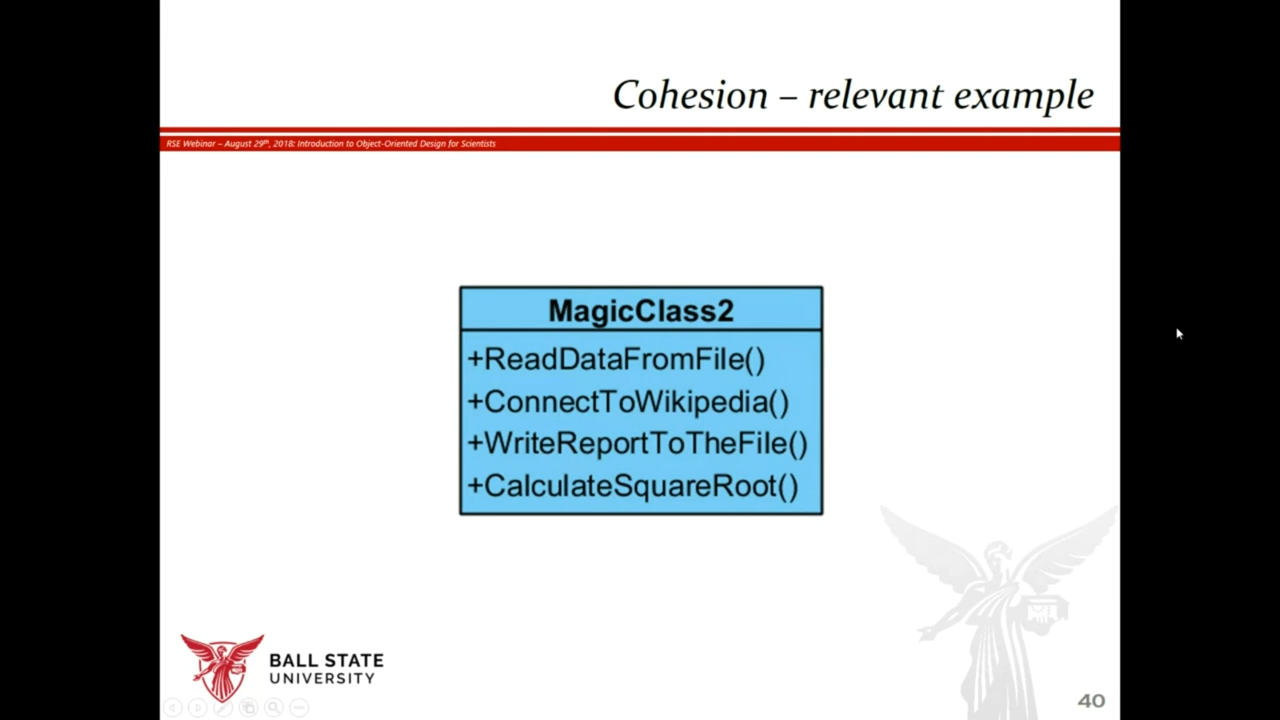 Cohesion – relevant example
RSE Webinar – August 29th, 2018: Introduction to Object-Oriented Design for Scientists
MagicClass2
+ReadDataFromFile()
+ConnectToWikipedia()
+WriteReportToTheFile()
+CalculateSquareRoot()
BALL STATE
UNIVERSITY
40